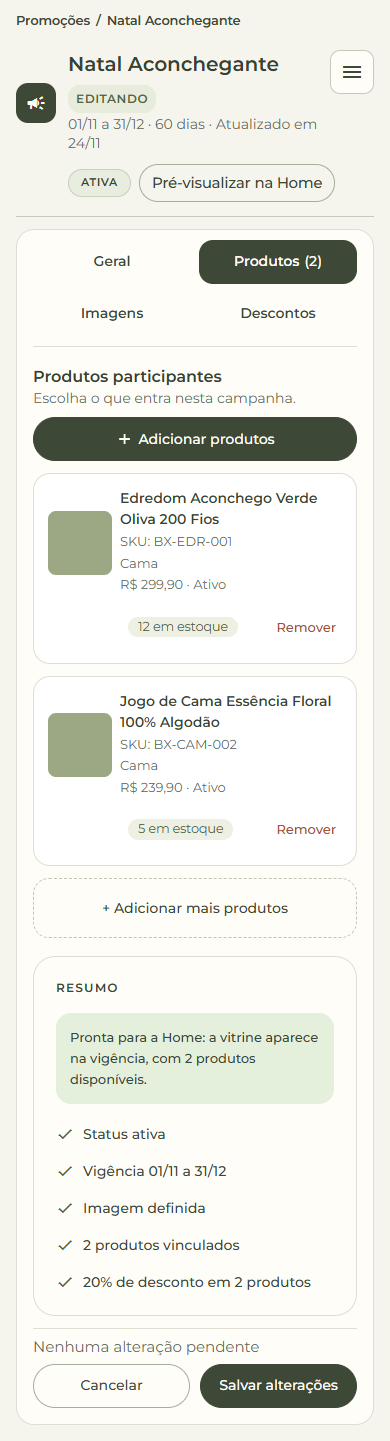 Promoções / Natal Aconchegante
Natal Aconchegante
EDITANDO
01/11 a 31/12 · 60 dias · Atualizado em
24/11
ATIVA
Pré-visualizar na Home
Geral
Produtos (2)
Imagens
Descontos
Produtos participantes
Escolha o que entra nesta campanha.
+ Adicionar produtos
Edredom Aconchego Verde
Oliva 200 Fios
SKU: BX-EDR-001
Cama
R$ 299,90 · Ativo
12 em estoque
Remover
Jogo de Cama Essência Floral
100% Algodão
SKU: BX-CAM-002
Cama
R$ 239,90 · Ativo
5 em estoque
Remover
+ Adicionar mais produtos
RESUMO
Pronta para a Home: a vitrine aparece
na vigência, com 2 produtos
disponíveis.
Status ativa
Vigência 01/11 a 31/12
Imagem definida
2 produtos vinculados
20% de desconto em 2 produtos
Nenhuma alteração pendente
Cancelar
Salvar alterações